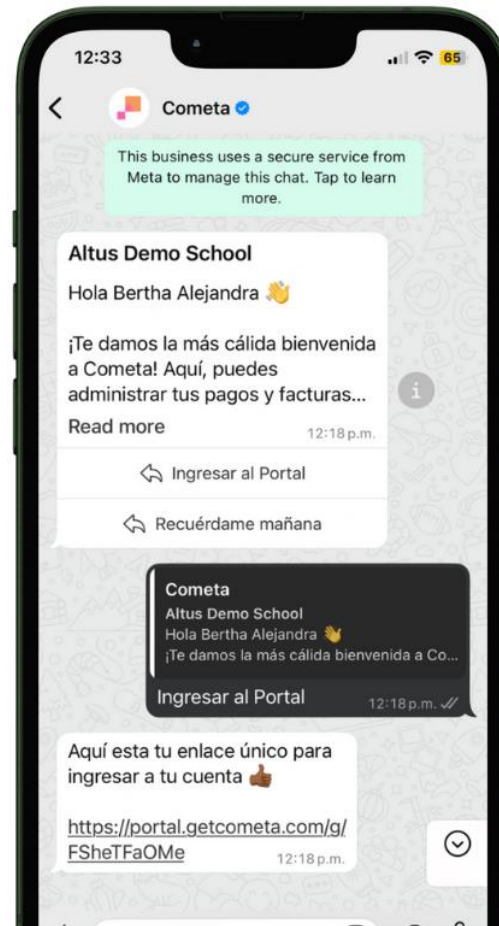 12:33
65
Cometa
This business uses a secure service from
Meta to manage this chat. Tap to learn
more.
Altus Demo School
Hola Bertha Alejandra 👋
¡Te damos la más cálida bienvenida
a Cometa! Aquí, puedes
administrar tus pagos y facturas...
Read more
12:18 p.m.
Ingresar al Portal
Recuérdame mañana
Cometa
Altus Demo School
Hola Bertha Alejandra 👋
¡Te damos la más cálida bienvenida a Co...
Ingresar al Portal
12:18 p.m.
Aquí esta tu enlace único para
ingresar a tu cuenta 👍🏾
https://portal.getcometa.com/g/
FSheTFaOMe
12:18 p.m.